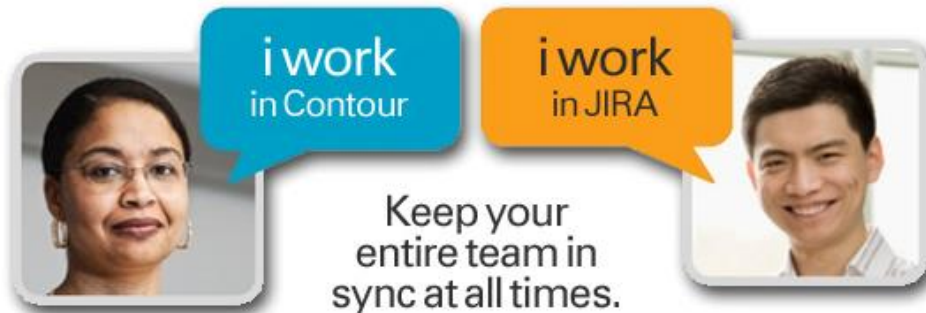 i work
in Contour
i work
in JIRA
Keep your
entire team in
sync at all times.